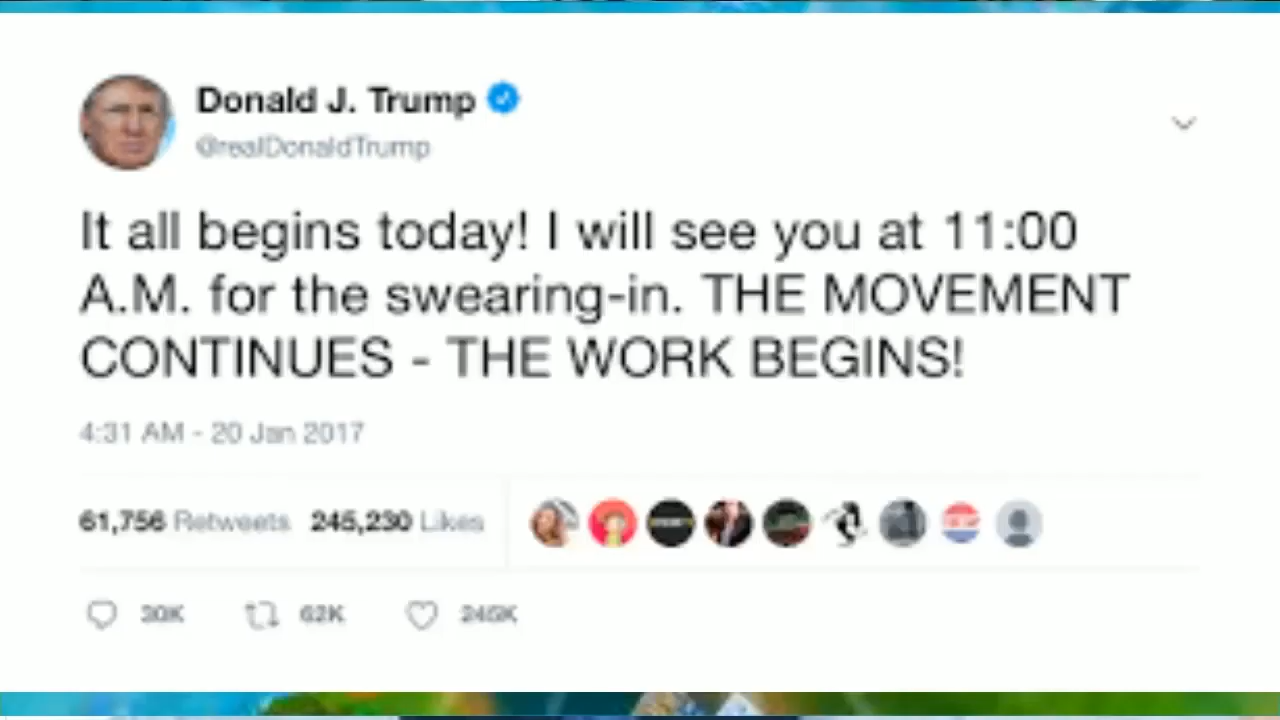 Donald J. Trump
@realDonaldTrump
It all begins today! I will see you at 11:00
A.M. for the swearing-in. THE MOVEMENT
CONTINUES - THE WORK BEGINS!
4:31 AM - 20 Jan 2017
61,756 Retweets 245,230 Likes
30K 62K 245K